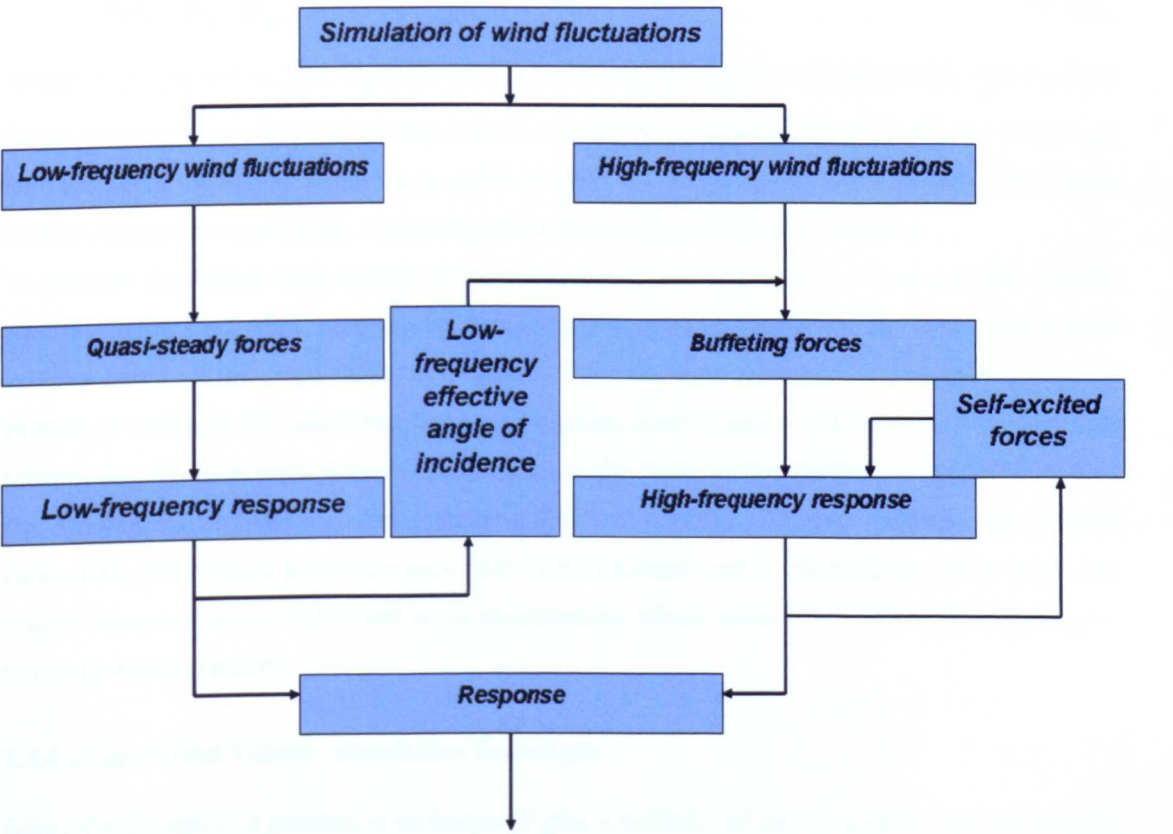 Simulation of wind fluctuations
Low-frequency wind fluctuations
High-frequency wind fluctuations
Quasi-steady forces
Low-
frequency
effective
angle of
incidence
Buffeting forces
Self-excited
forces
Low-frequency response
High-frequency response
Response